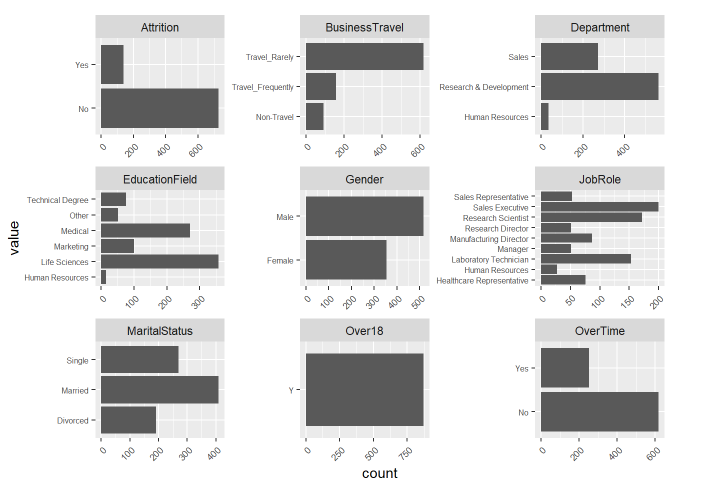 Attrition
Yes
No
0 200 400 600
BusinessTravel
Travel_Rarely
Travel_Frequently
Non-Travel
0 200 400 600
Department
Sales
Research & Development
Human Resources
0 200 400
EducationField
Technical Degree
Other
Medical
Marketing
Life Sciences
Human Resources
0 100 200 300
Gender
Male
Female
0 100 200 300 400 500
JobRole
Sales Representative
Sales Executive
Research Scientist
Research Director
Manufacturing Director
Manager
Laboratory Technician
Human Resources
Healthcare Representative
0 50 100 150 200
MaritalStatus
Single
Married
Divorced
0 100 200 300 400
Over18
Y
0 250 500 750
OverTime
Yes
No
0 200 400 600
value
count